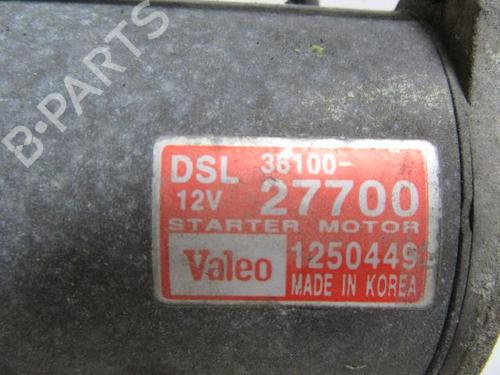 B-PARTS
DSL 36100-
12V 27700
STARTER MOTOR
Valeo 1250449
MADE IN KOREA